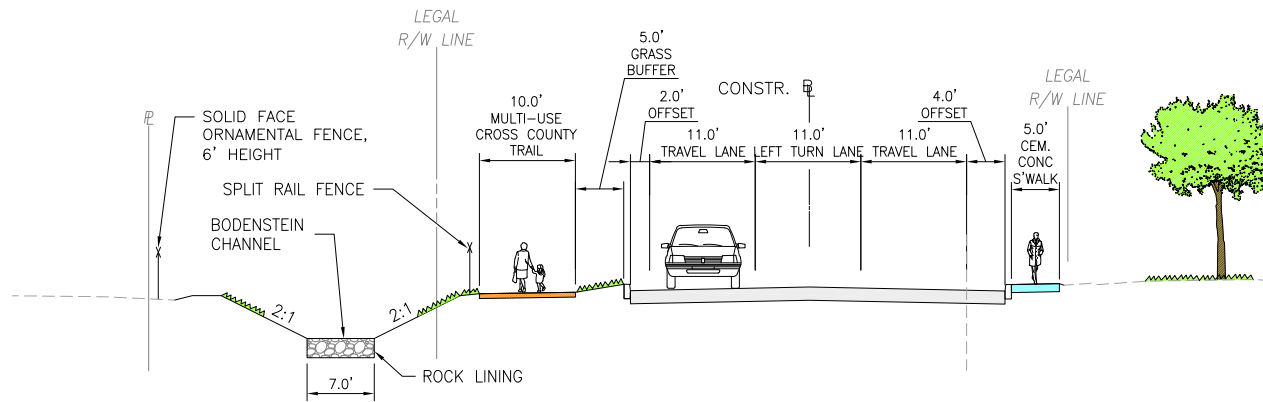 LEGAL
R/W LINE
5.0'
GRASS
BUFFER
CONSTR. BL
LEGAL
R/W LINE
PL
SOLID FACE
ORNAMENTAL FENCE,
6' HEIGHT
10.0'
MULTI-USE
CROSS COUNTY
TRAIL
2.0'
OFFSET
4.0'
OFFSET
11.0'
TRAVEL LANE
11.0'
LEFT TURN LANE
11.0'
TRAVEL LANE
5.0'
CEM.
CONC
S'WALK
SPLIT RAIL FENCE
BODENSTEIN
CHANNEL
2:1
2:1
ROCK LINING
7.0'